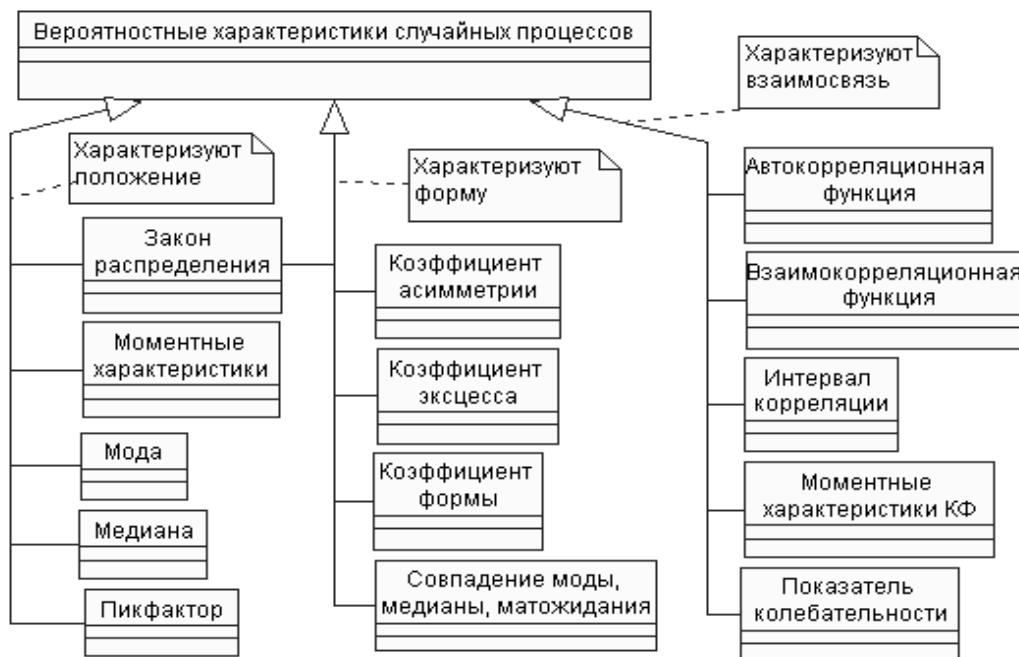 Вероятностные характеристики случайных процессов
Характеризуют
взаимосвязь
Характеризуют
положение
Характеризуют
форму
Закон
распределения
Моментные
характеристики
Мода
Медиана
Пикфактор
Коэффициент
асимметрии
Коэффициент
эксцесса
Коэффициент
формы
Совпадение моды,
медианы, матожидания
Автокорреляционная
функция
Взаимокорреляционная
функция
Интервал
корреляции
Моментные
характеристики КФ
Показатель
колебательности